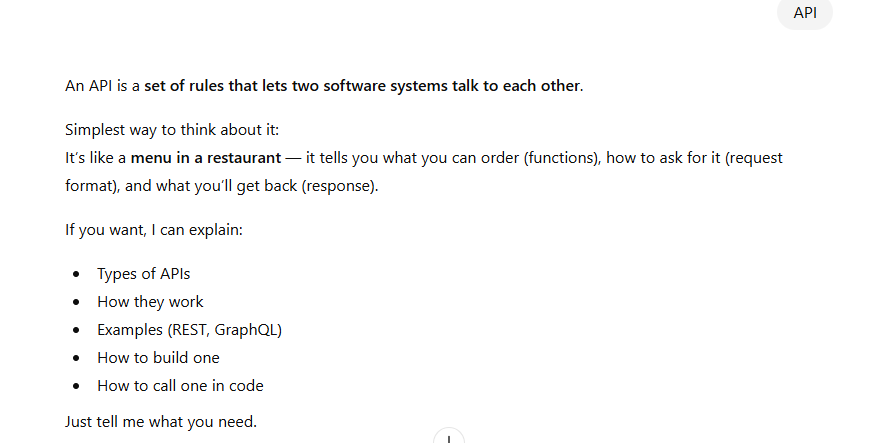 API
An API is a set of rules that lets two software systems talk to each other.
Simplest way to think about it:
It’s like a menu in a restaurant — it tells you what you can order (functions), how to ask for it (request
format), and what you’ll get back (response).
If you want, I can explain:
• Types of APIs
• How they work
• Examples (REST, GraphQL)
• How to build one
• How to call one in code
Just tell me what you need.